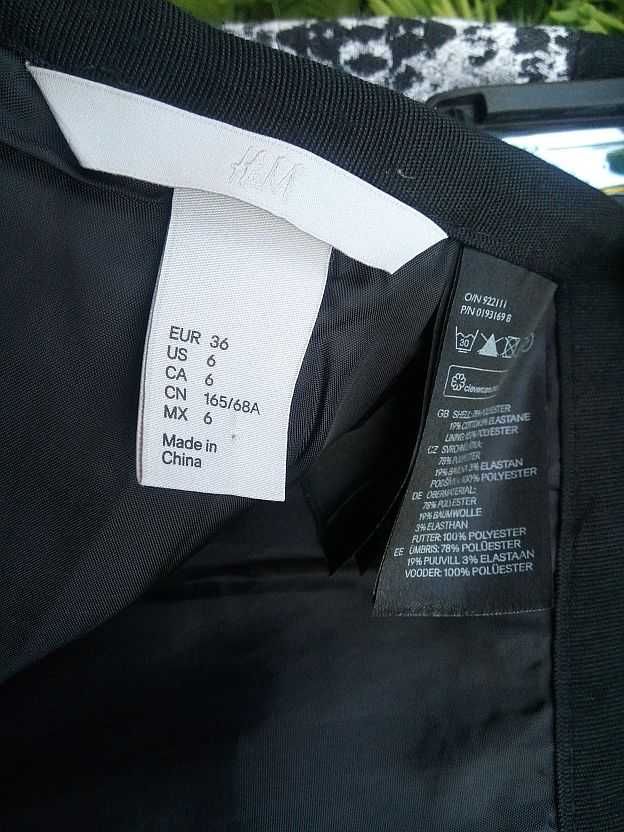 H&M
EUR 36
US 6
CA 6
CN 165/68A
MX 6
Made in
China
O/N 922111
P/N 0193169 8
30
clevercare
GB SHELL: 78% POLYESTER
19% COTTON 3% ELASTANE
LINING: 100% POLYESTER
CZ SVRCHNÍ
78% POLYESTER
19% BAVLNA 3% ELASTAN
PODŠÍVKA: 100% POLYESTER
DE OBERMATERIAL:
78% POLYESTER
19% BAUMWOLLE
3% ELASTHAN
FUTTER: 100% POLYESTER
EE ÜMBRIS: 78% POLÜESTER
19% PUUVILL 3% ELASTAAN
VOODER: 100% POLÜESTER